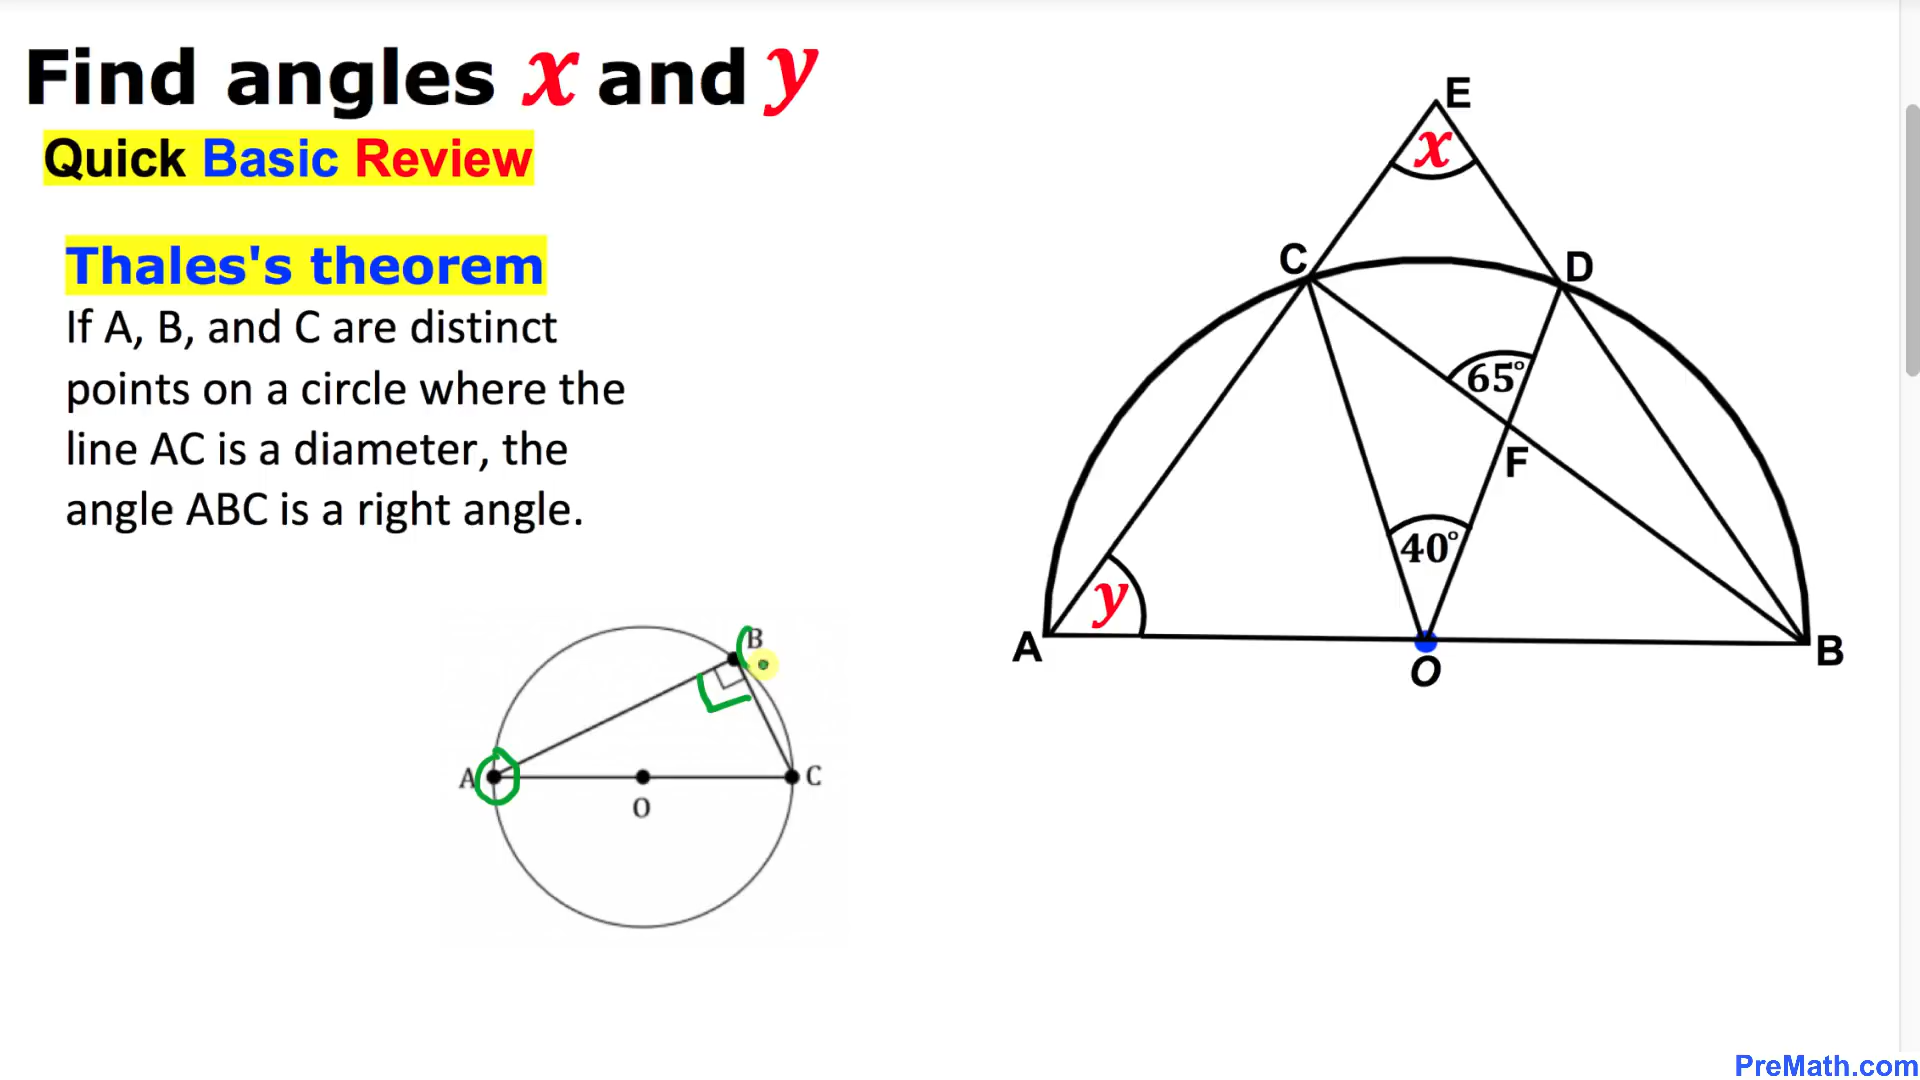 Find angles x and y
Quick Basic Review
Thales's theorem
If A, B, and C are distinct
points on a circle where the
line AC is a diameter, the
angle ABC is a right angle.
B
A
C
O
E
x
C
D
65°
F
40°
y
A
O
B
PreMath.com